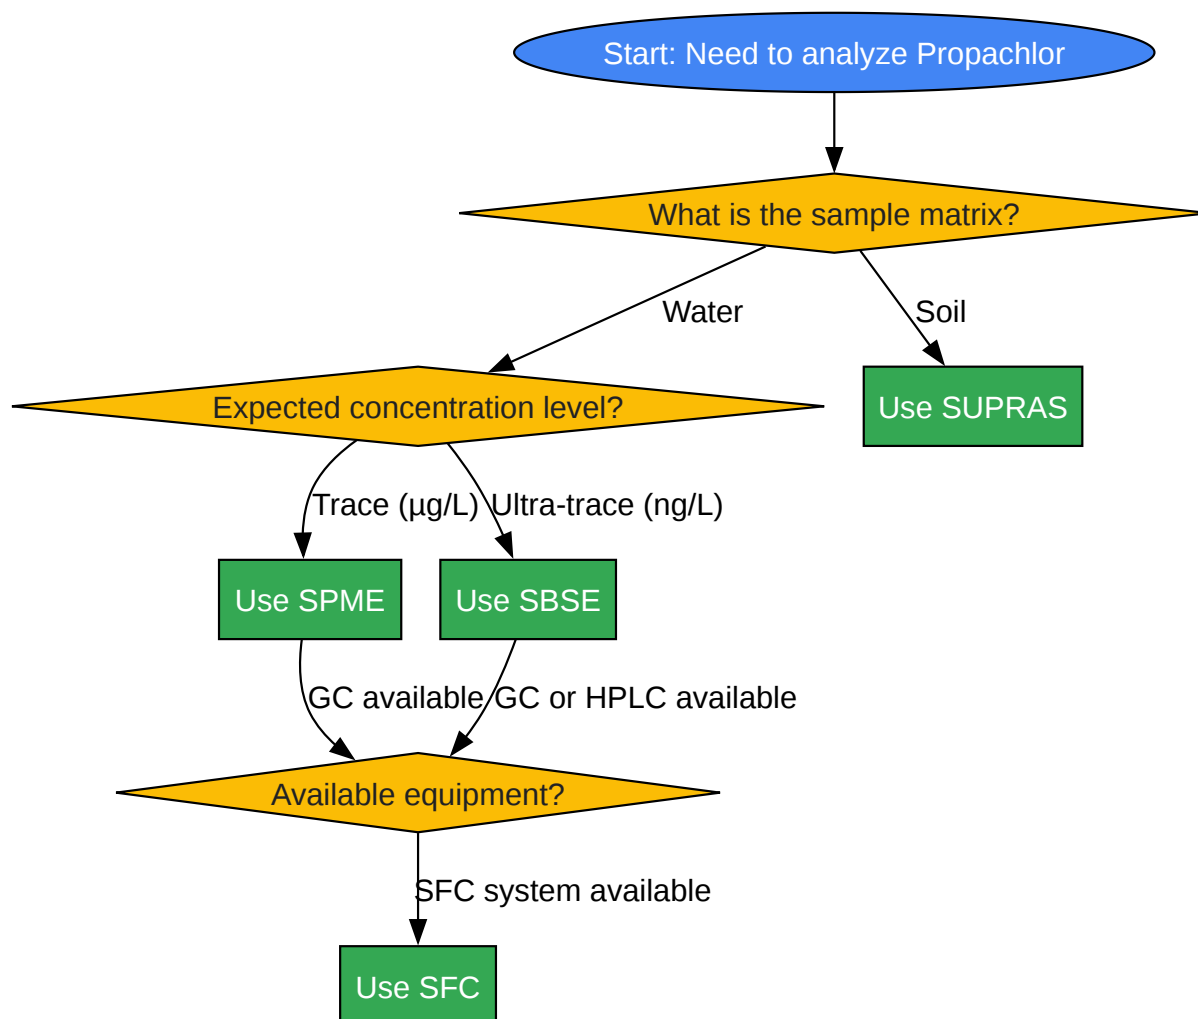 Start: Need to analyze Propachlor
What is the sample matrix?
Water
Soil
Expected concentration level?
Use SUPRAS
Trace (µg/L)
Ultra-trace (ng/L)
Use SPME
Use SBSE
GC available
GC or HPLC available
Available equipment?
SFC system available
Use SFC